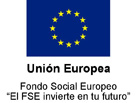 Unión Europea
Fondo Social Europeo
“El FSE invierte en tu futuro”